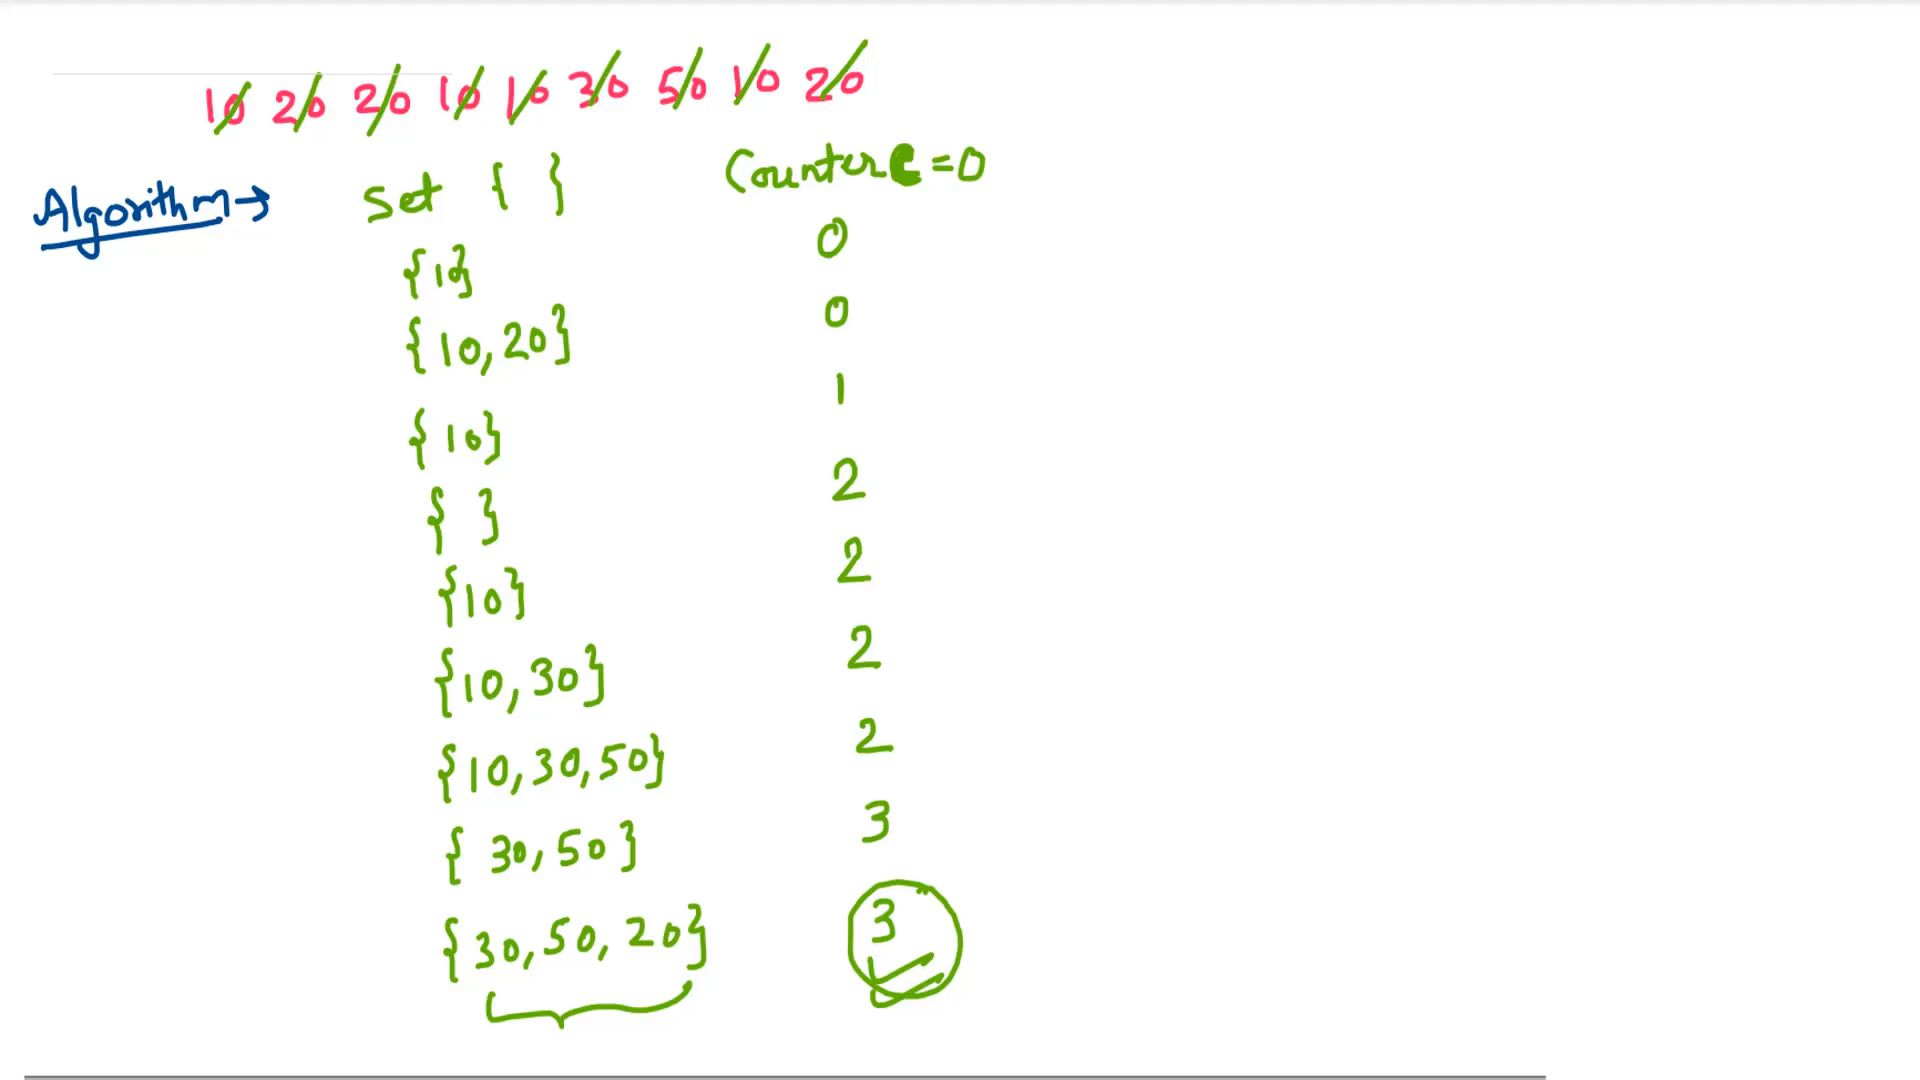 10 20 20 10 10 30 50 10 20
Algorithm→ Set { } Counter C = 0
{10} 0
{10,20} 0
{10} 1
{ } 2
{10} 2
{10,30} 2
{10,30,50} 2
{ 30,50} 3
{30,50,20} 3